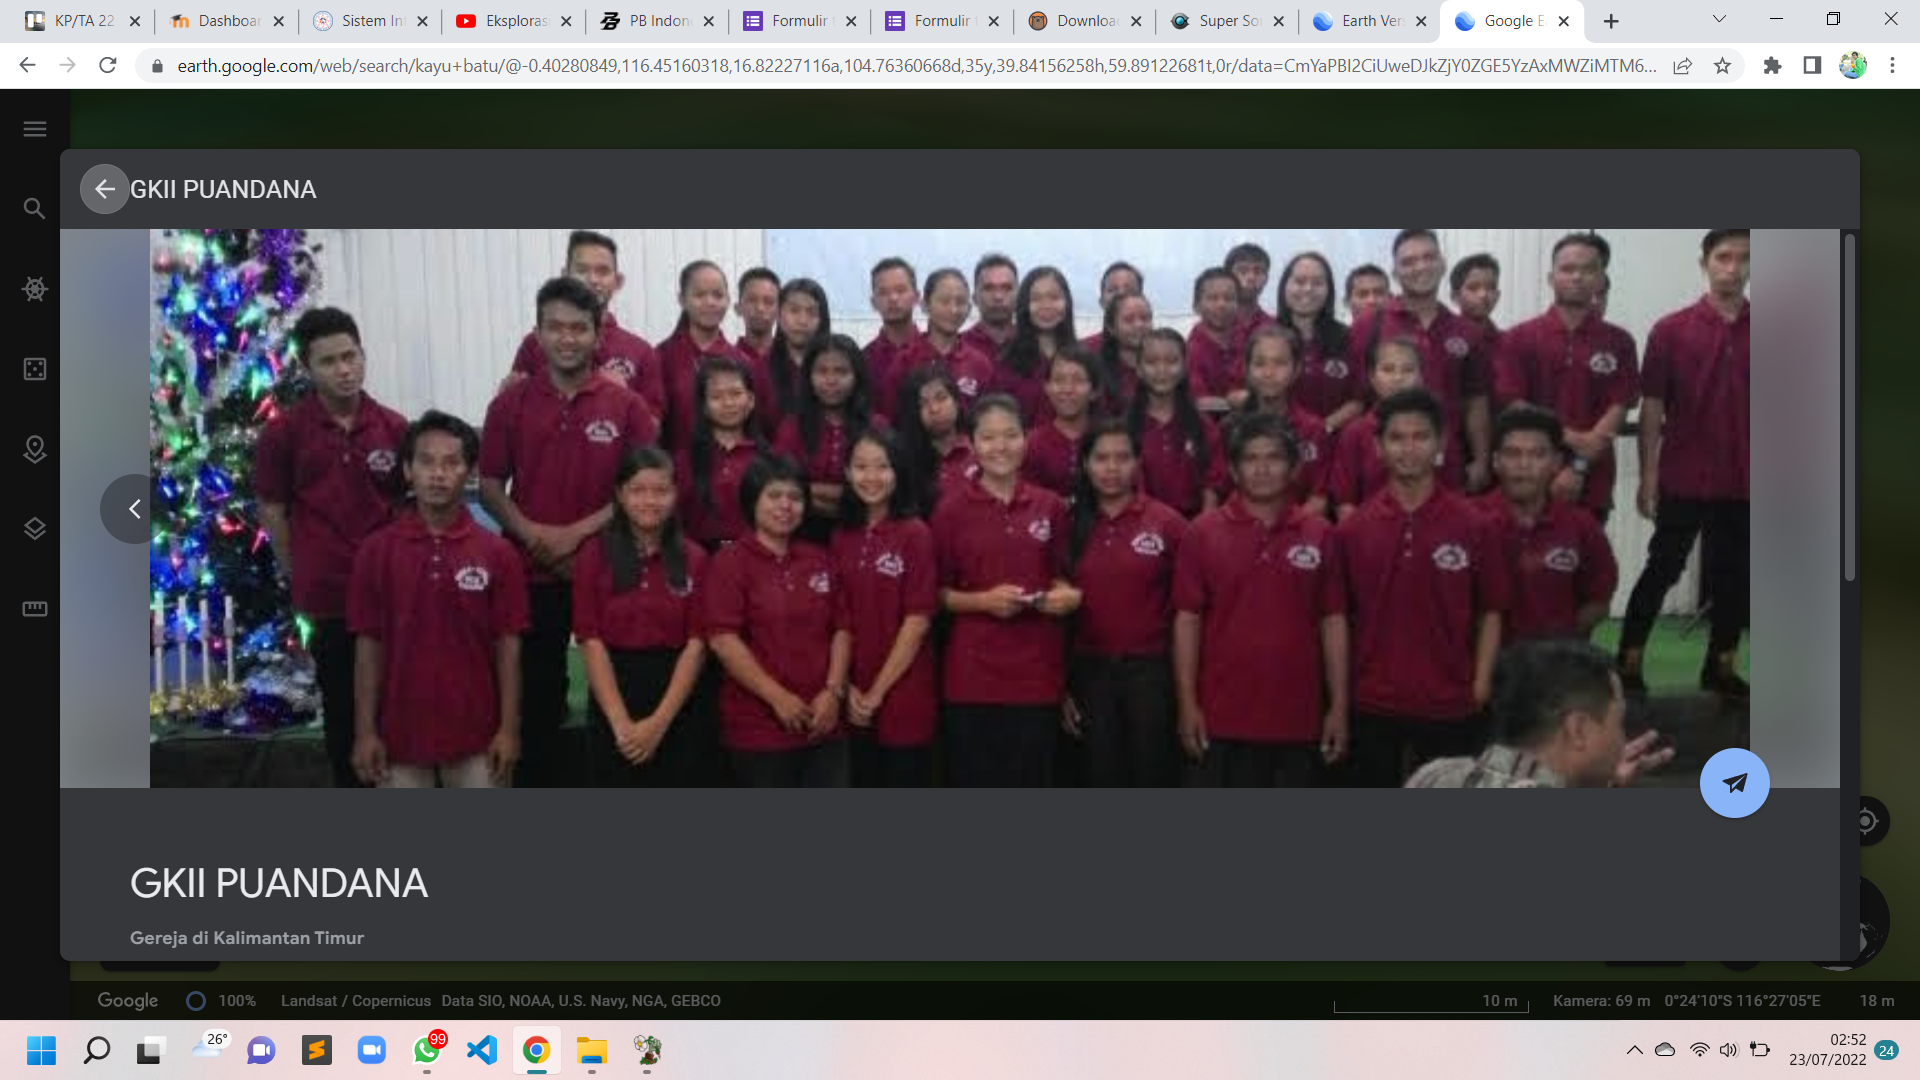 KP/TA 22
Dashboar
Sistem In
Eksploras
PB Indon
Formulir t
Formulir t
Downloa
Super So
Earth Ver
Google E
earth.google.com/web/search/kayu+batu/@-0.40280849,116.45160318,16.82227116a,104.76360668d,35y,39.84156258h,59.89122681t,0r/data=CmYaPBI2CiUweDJkZjY0ZGE5YzAxMWZiMTM6...
GKII PUANDANA
GKII PUANDANA
Gereja di Kalimantan Timur
Google 100% Landsat / Copernicus Data SIO, NOAA, U.S. Navy, NGA, GEBCO 10 m Kamera: 69 m 0°24'10"S 116°27'05"E 18 m
26°
99
02:52
23/07/2022
24